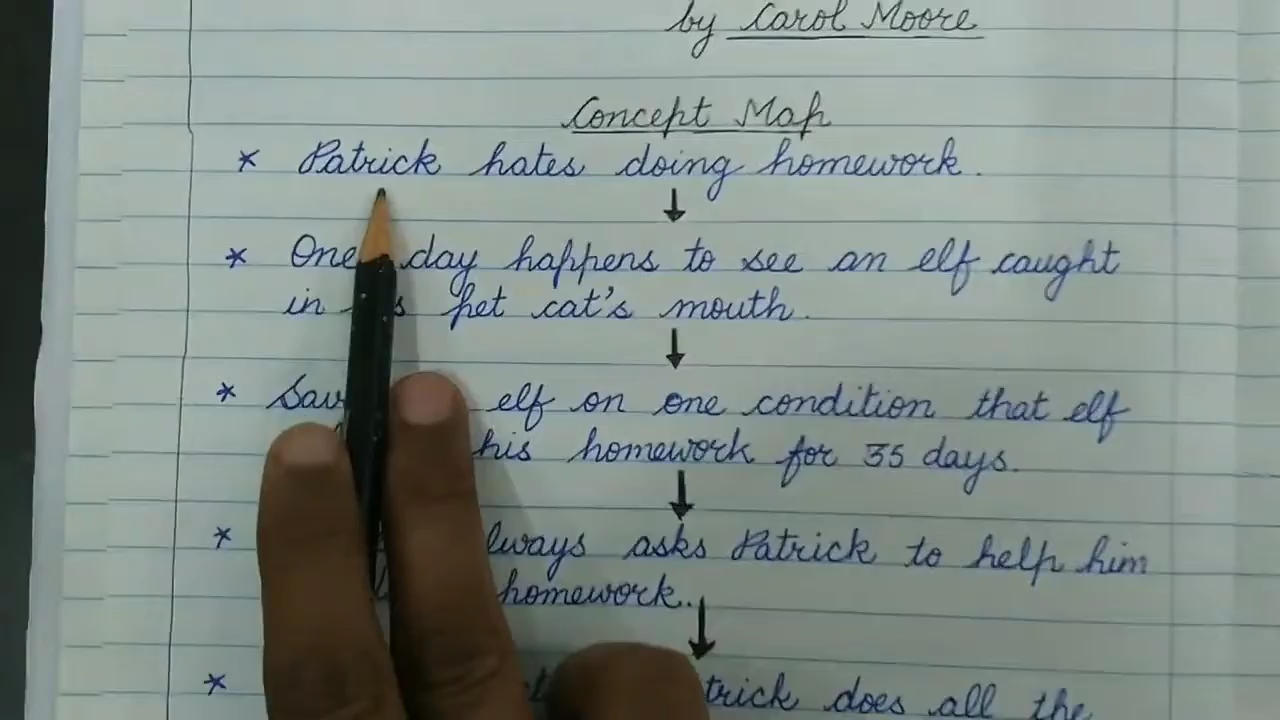 by Carol Moore
Concept Map
* Patrick hates doing homework.
* One day happens to see an elf caught
in pet cat's mouth.
* elf on one condition that elf
his homework for 35 days.
* asks Patrick to help him
homework.
* does all the